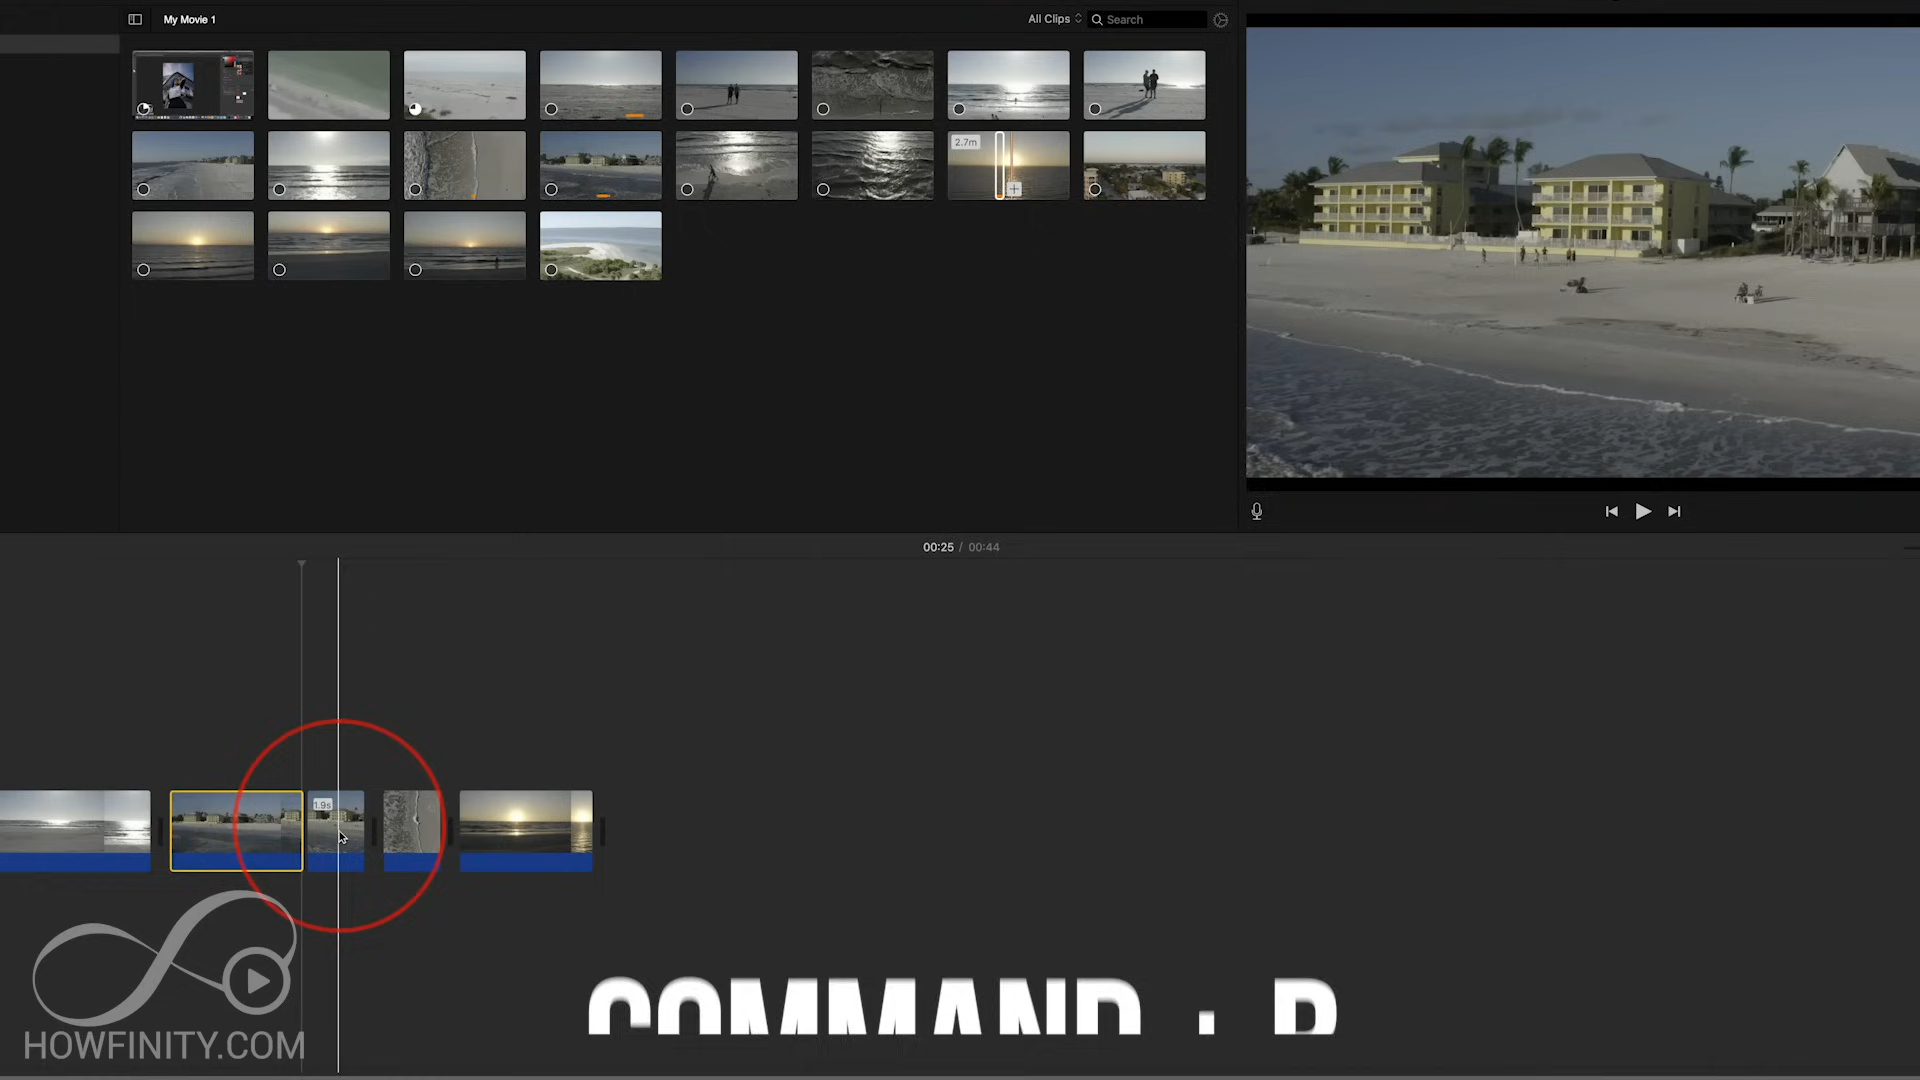 My Movie 1
All Clips
Search
2.7m
00:25 / 00:44
1.9s
HOWFINITY.COM
COMMAND +